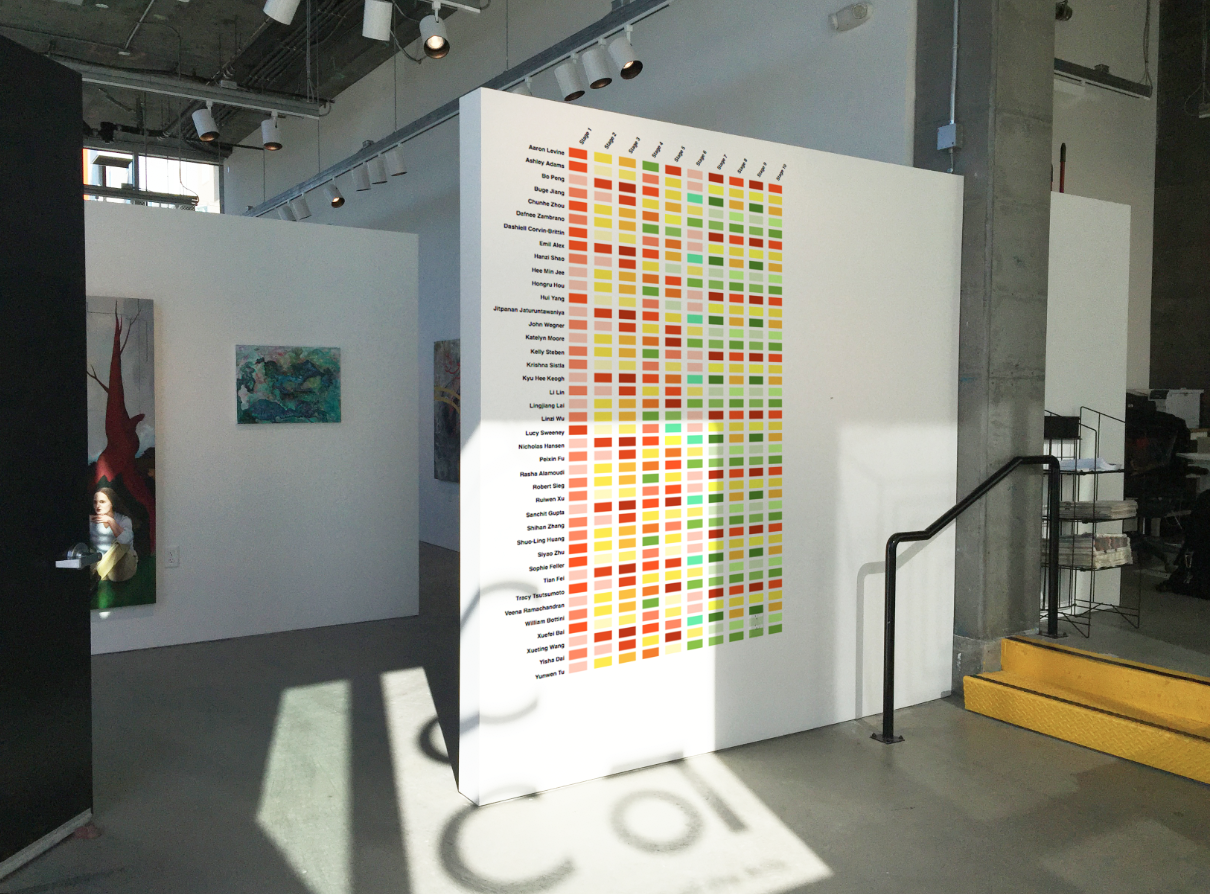 Stage 1 Stage 2 Stage 3 Stage 4 Stage 5 Stage 6 Stage 7 Stage 8 Stage 9 Stage 10
Aaron Levine
Ashley Adams
Bo Peng
Buge Jiang
Chunhe Zhou
Dafnee Zambrano
Dashiell Corvin-Brittin
Emil Alex
Hanzi Shao
Hee Min Jee
Hongru Hou
Hui Yang
Jitpanan Jaturuntawaniya
John Wegner
Katelyn Moore
Kelly Steben
Krishna Sistla
Kyu Hee Keogh
Li Lin
Lingjiang Lai
Linzi Wu
Lucy Sweeney
Nicholas Hansen
Peixin Fu
Rasha Alamoudi
Robert Sieg
Ruiwen Xu
Sanchit Gupta
Shihan Zhang
Shuo-Ling Huang
Siyao Zhu
Sophie Feller
Tian Fei
Tracy Tsutsumoto
Veena Ramachandran
William Bottini
Xuefei Bai
Xueting Wang
Yisha Dai
Yunwen Tu